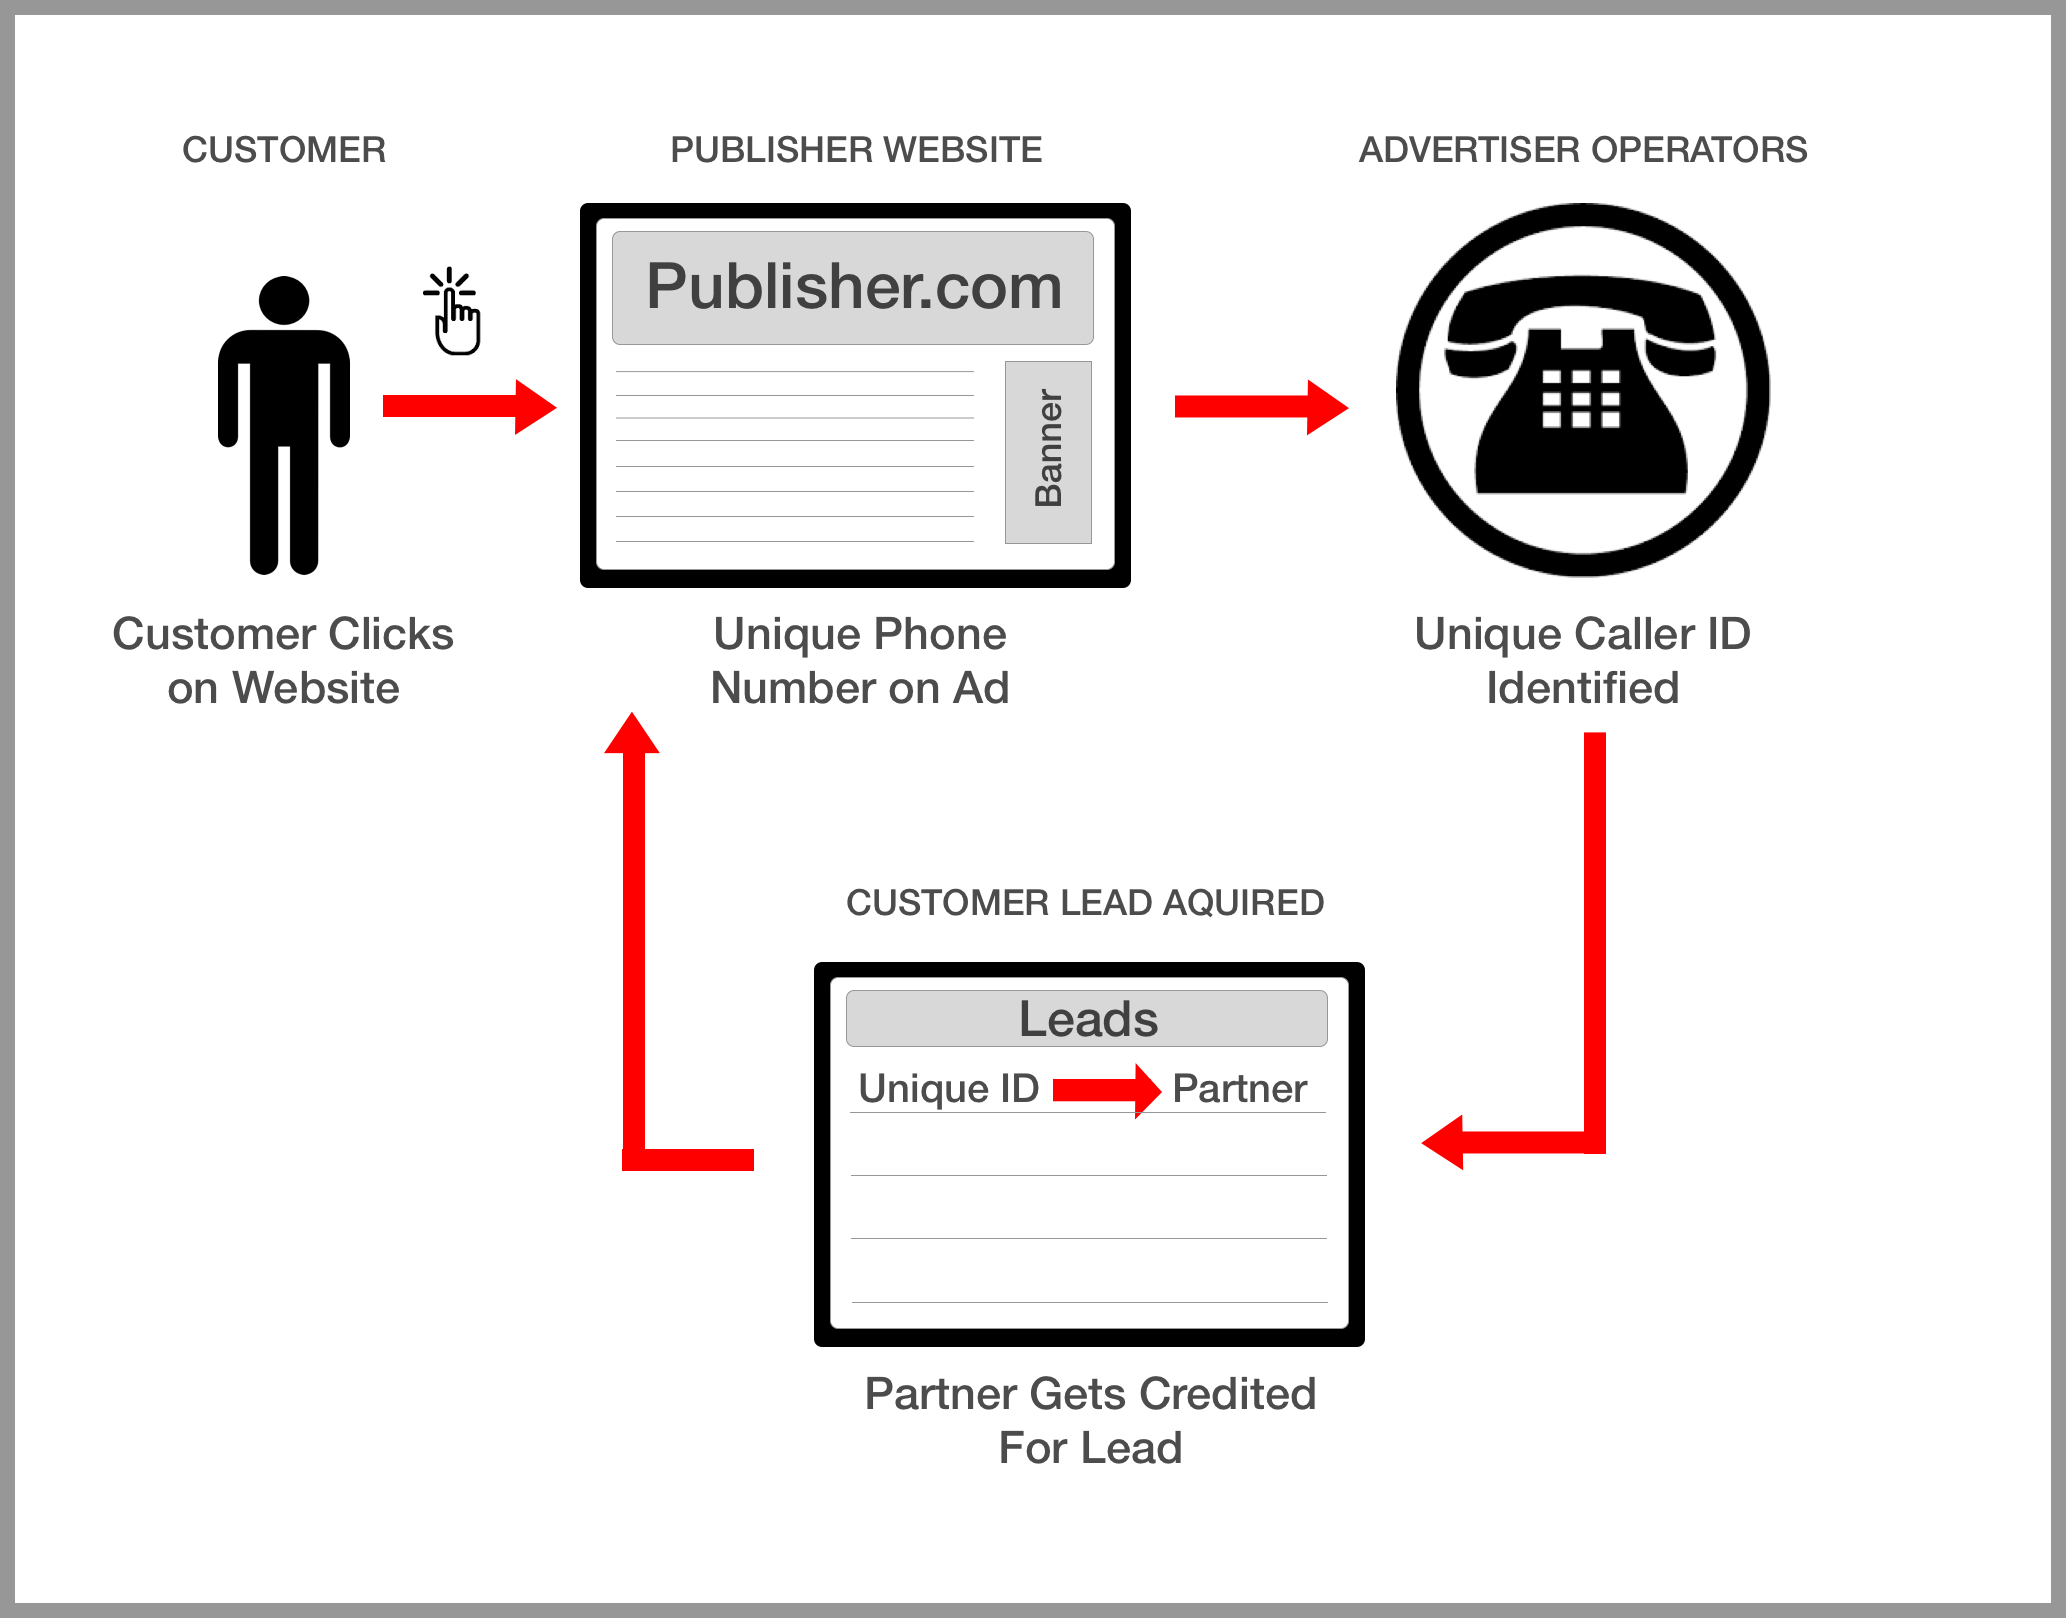 CUSTOMER
PUBLISHER WEBSITE
ADVERTISER OPERATORS
Publisher.com
Banner
Customer Clicks
on Website
Unique Phone
Number on Ad
Unique Caller ID
Identified
CUSTOMER LEAD AQUIRED
Leads
Unique ID
Partner
Partner Gets Credited
For Lead